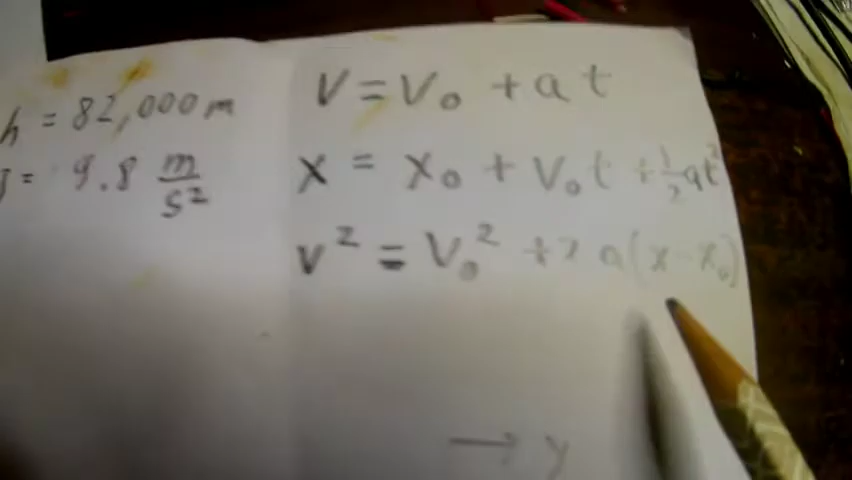 h = 82,000 m
g = 9.8 m/s²
V = V₀ + at
x = x₀ + V₀t + ½at²
v² = V₀² + 2a(x - x₀)
→ y